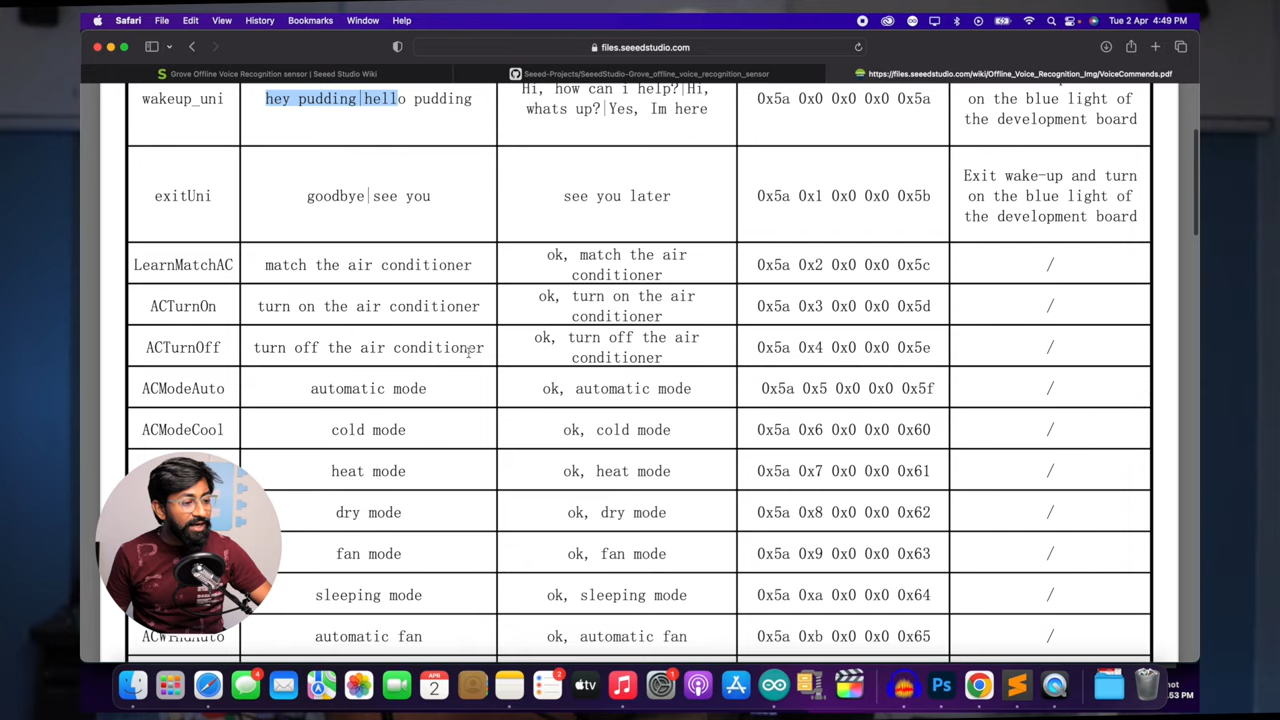 Safari File Edit View History Bookmarks Window Help Tue 2 Apr 4:49 PM
files.seeedstudio.com
Grove Offline Voice Recognition sensor | Seeed Studio Wiki
Seeed-Projects/SeeedStudio-Grove_offline_voice_recognition_sensor
https://files.seeedstudio.com/wiki/Offline_Voice_Recognition_Img/VoiceCommends.pdf
wakeup_uni
hey pudding|hello pudding
Hi, how can i help?|Hi,
whats up?|Yes, Im here
0x5a 0x0 0x0 0x0 0x5a
on the blue light of
the development board
exitUni
goodbye|see you
see you later
0x5a 0x1 0x0 0x0 0x5b
Exit wake-up and turn
on the blue light of
the development board
LearnMatchAC
match the air conditioner
ok, match the air
conditioner
0x5a 0x2 0x0 0x0 0x5c
/
ACTurnOn
turn on the air conditioner
ok, turn on the air
conditioner
0x5a 0x3 0x0 0x0 0x5d
/
ACTurnOff
turn off the air conditioner
ok, turn off the air
conditioner
0x5a 0x4 0x0 0x0 0x5e
/
ACModeAuto
automatic mode
ok, automatic mode
0x5a 0x5 0x0 0x0 0x5f
/
ACModeCool
cold mode
ok, cold mode
0x5a 0x6 0x0 0x0 0x60
/
heat mode
ok, heat mode
0x5a 0x7 0x0 0x0 0x61
/
dry mode
ok, dry mode
0x5a 0x8 0x0 0x0 0x62
/
fan mode
ok, fan mode
0x5a 0x9 0x0 0x0 0x63
/
sleeping mode
ok, sleeping mode
0x5a 0xa 0x0 0x0 0x64
/
automatic fan
ok, automatic fan
0x5a 0xb 0x0 0x0 0x65
/
4
APR
2
2
tv
1
Ps